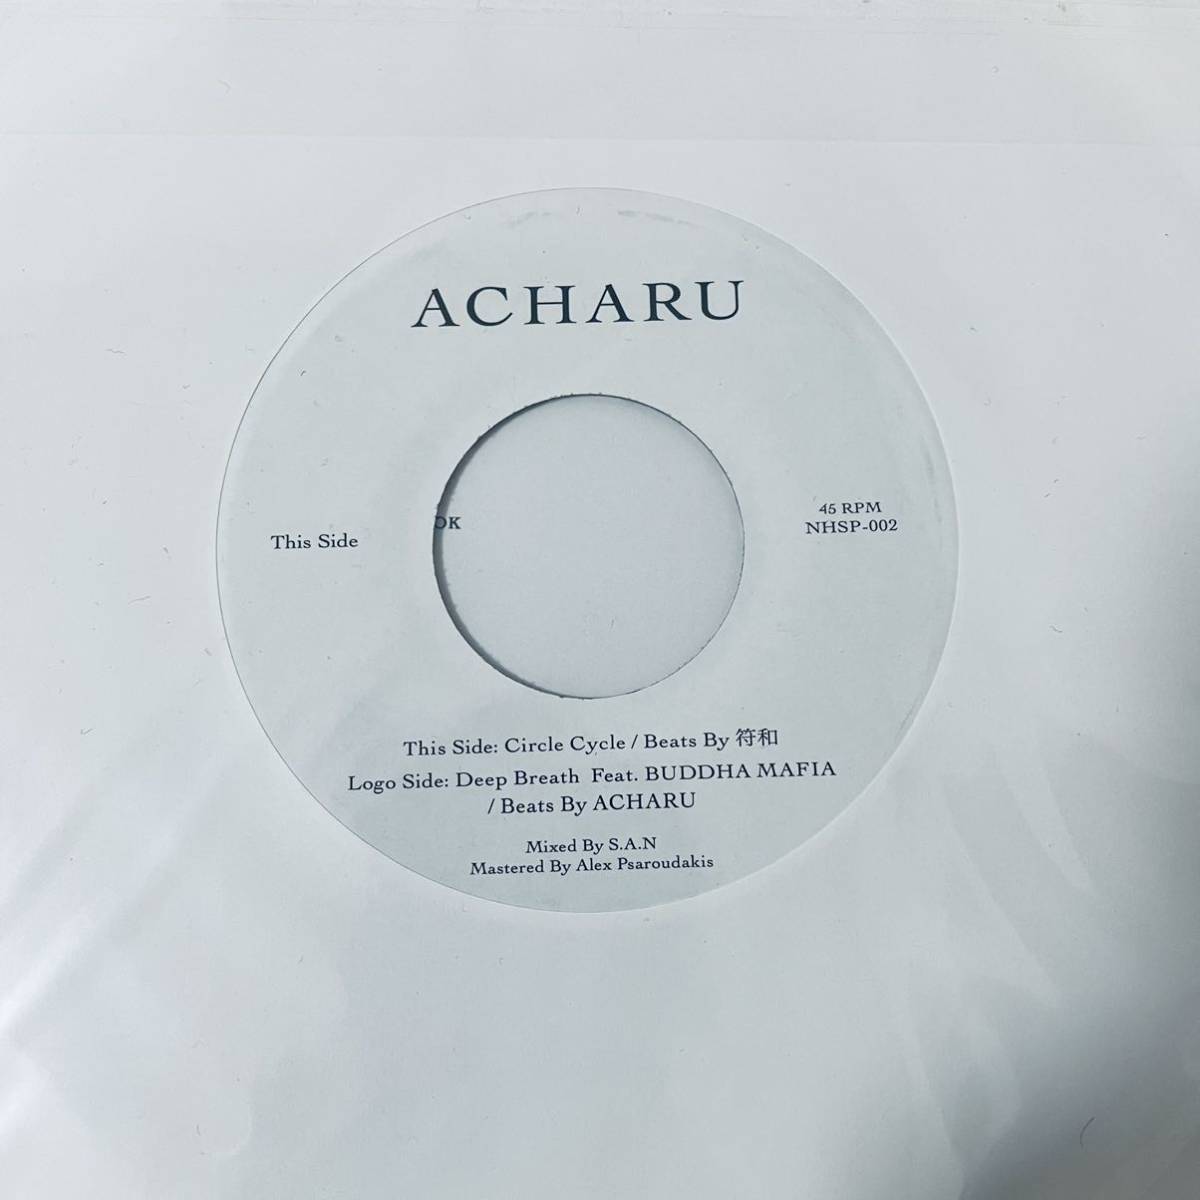 ACHARU
45 RPM
NHSP-002
This Side
This Side: Circle Cycle / Beats By 符和
Logo Side: Deep Breath Feat. BUDDHA MAFIA
/ Beats By ACHARU
Mixed By S.A.N
Mastered By Alex Psaroudakis